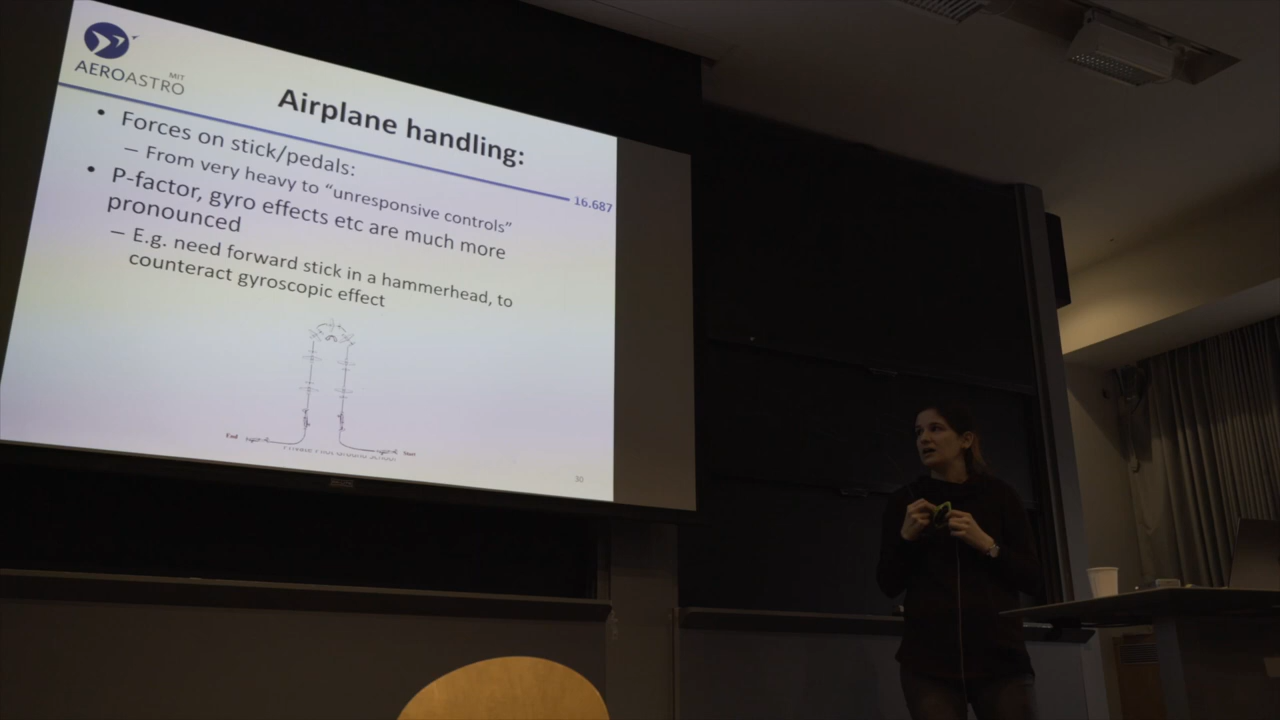 MIT
AEROASTRO
Airplane handling:
16.687
• Forces on stick/pedals:
– From very heavy to “unresponsive controls”
• P-factor, gyro effects etc are much more
pronounced
– E.g. need forward stick in a hammerhead, to
counteract gyroscopic effect
End
30